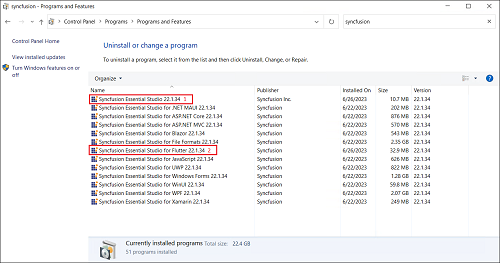 Programs and Features
Control Panel > Programs > Programs and Features
syncfusion
Control Panel Home
View installed updates
Turn Windows features on or off
Uninstall or change a program
To uninstall a program, select it from the list and then click Uninstall, Change, or Repair.
Organize
Name Publisher Installed On Size Version
Syncfusion Essential Studio 22.1.34 1 Syncfusion Inc. 6/26/2023 10.7 MB 22.1.34
Syncfusion Essential Studio for .NET MAUI 22.1.34 Syncfusion 6/22/2023 202 MB 22.1.34
Syncfusion Essential Studio for ASP.NET Core 22.1.34 Syncfusion 6/22/2023 876 MB 22.1.34
Syncfusion Essential Studio for ASP.NET MVC 22.1.34 Syncfusion 6/22/2023 570 MB 22.1.34
Syncfusion Essential Studio for Blazor 22.1.34 Syncfusion 6/22/2023 543 MB 22.1.34
Syncfusion Essential Studio for File Formats 22.1.34 Syncfusion 6/22/2023 2.35 GB 22.1.34
Syncfusion Essential Studio for Flutter 22.1.34 2 Syncfusion 6/26/2023 32.9 MB 22.1.34
Syncfusion Essential Studio for JavaScript 22.1.34 Syncfusion 6/22/2023 626 MB 22.1.34
Syncfusion Essential Studio for UWP 22.1.34 Syncfusion 6/22/2023 822 MB 22.1.34
Syncfusion Essential Studio for Windows Forms 22.1.34 Syncfusion 6/22/2023 1.28 GB 22.1.34
Syncfusion Essential Studio for WinUI 22.1.34 Syncfusion 6/22/2023 59.8 MB 22.1.34
Syncfusion Essential Studio for WPF 22.1.34 Syncfusion 6/22/2023 2.07 GB 22.1.34
Syncfusion Essential Studio for Xamarin 22.1.34 Syncfusion 6/22/2023 249 MB 22.1.34
Currently installed programs Total size: 22.4 GB
51 programs installed